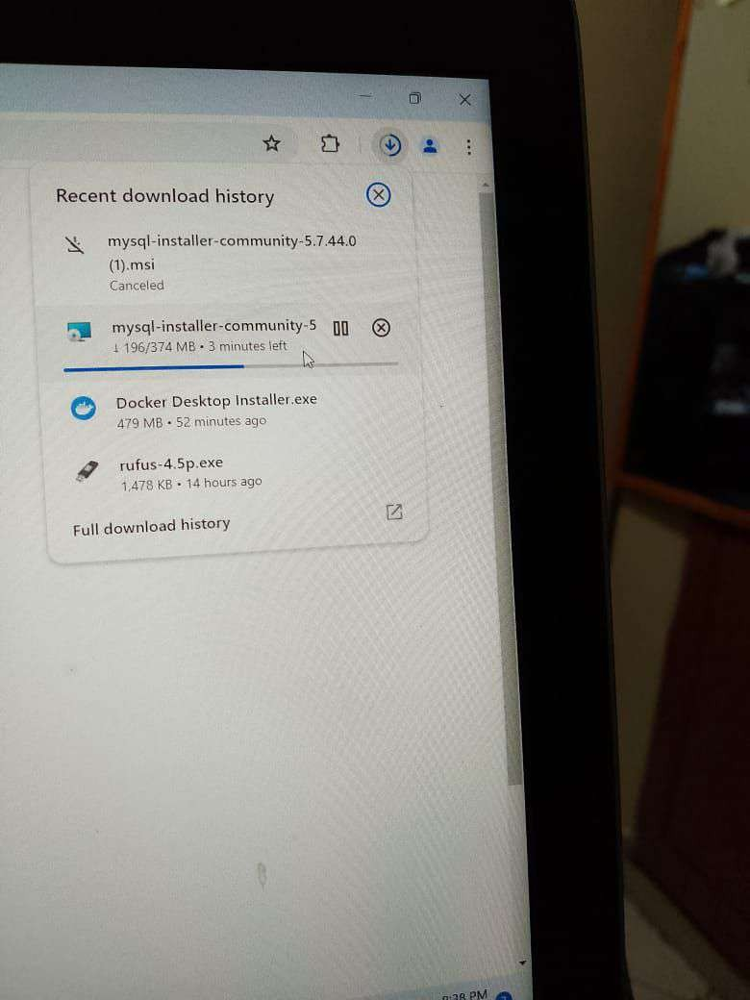 Recent download history
mysql-installer-community-5.7.44.0
(1).msi
Canceled
mysql-installer-community-5
↓ 196/374 MB • 3 minutes left
Docker Desktop Installer.exe
479 MB • 52 minutes ago
rufus-4.5p.exe
1,478 KB • 14 hours ago
Full download history
PM